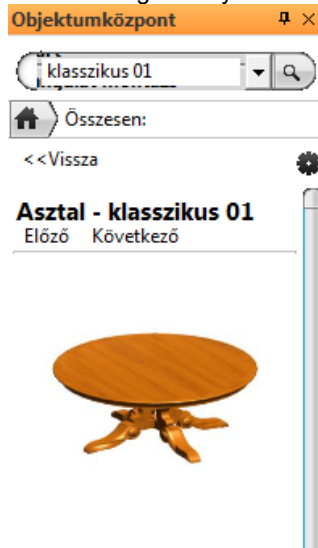 Objektumközpont
klasszikus 01
Összesen:
<<Vissza
Asztal - klasszikus 01
Előző Következő